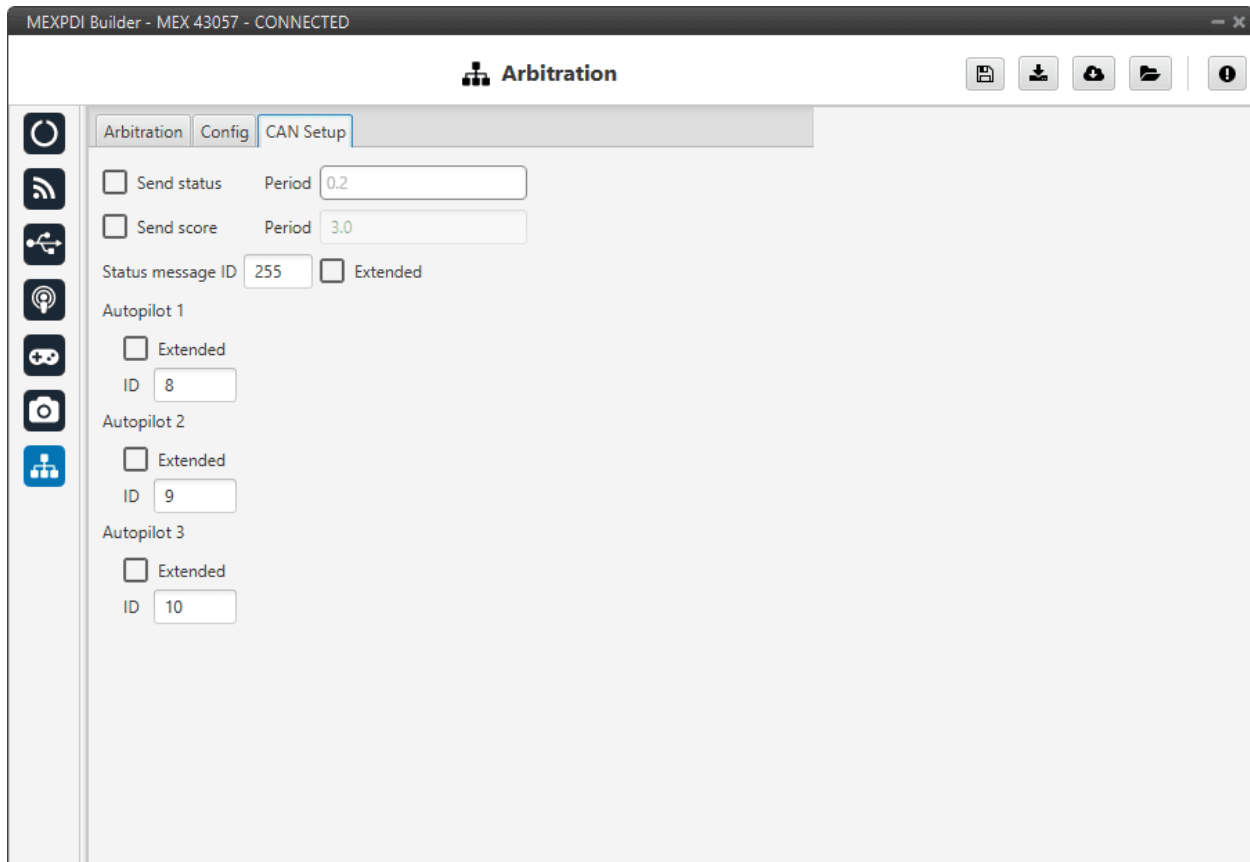 MEXPDI Builder - MEX 43057 - CONNECTED
Arbitration
Arbitration Config CAN Setup
Send status Period 0.2
Send score Period 3.0
Status message ID 255 Extended
Autopilot 1
Extended
ID 8
Autopilot 2
Extended
ID 9
Autopilot 3
Extended
ID 10